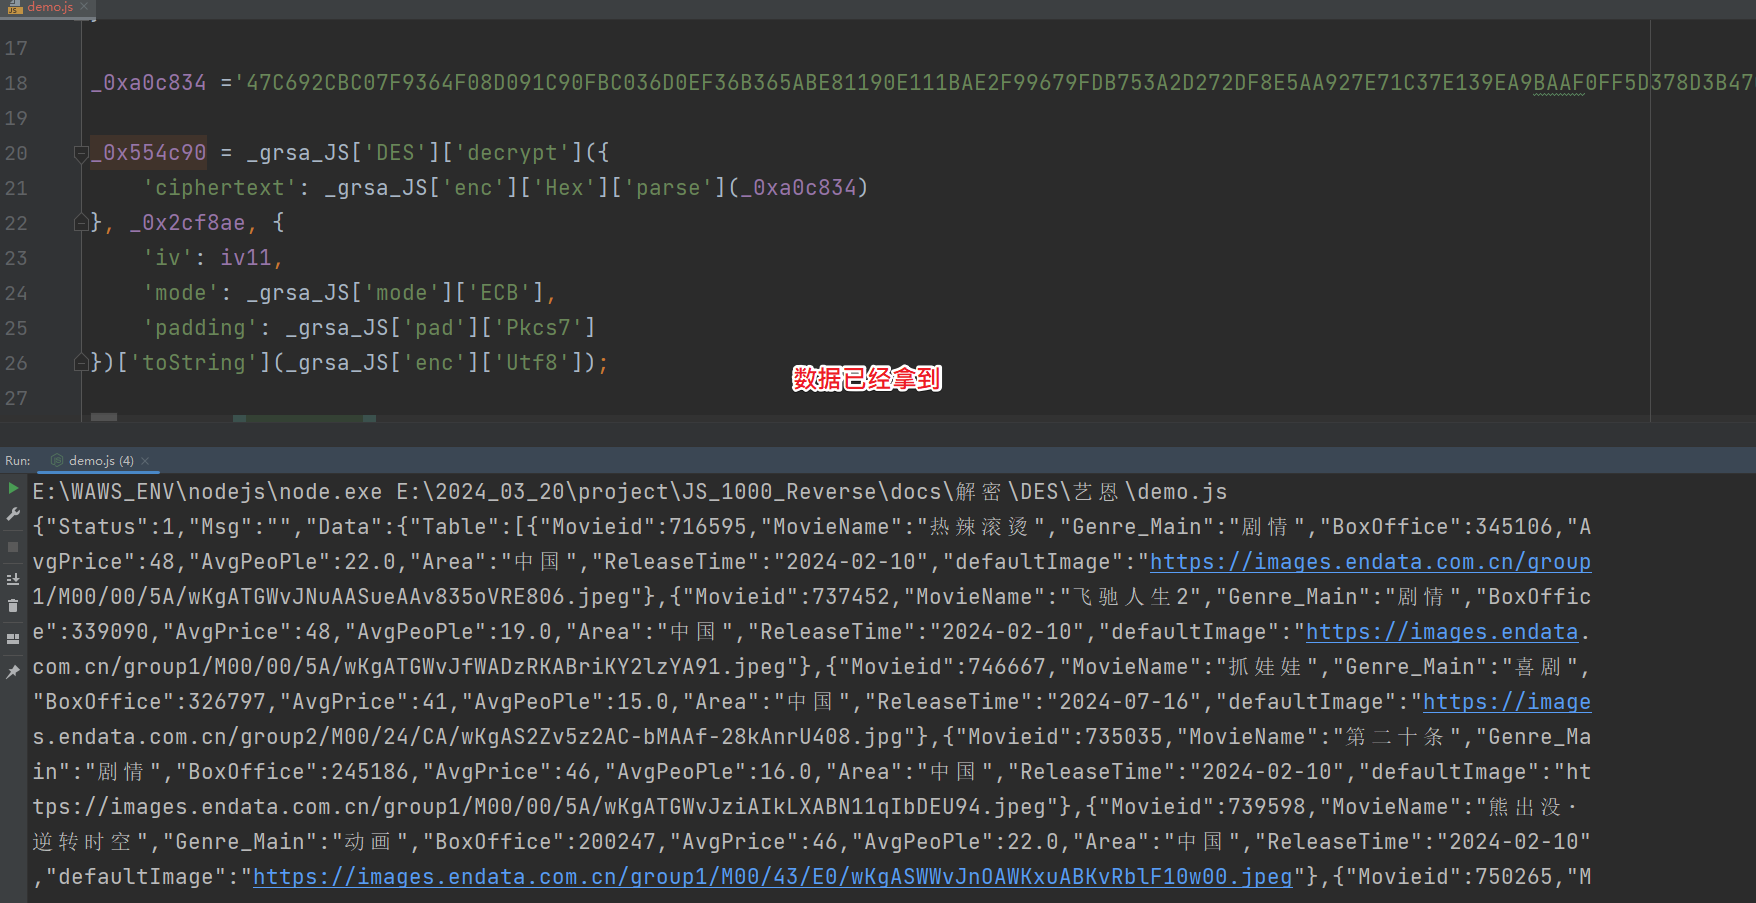 demo.js
17
18 _0xa0c834 ='47C692CBC07F9364F08D091C90FBC036D0EF36B365ABE81190E111BAE2F99679FDB753A2D272DF8E5AA927E71C37E139EA9BAAF0FF5D378D3B47
19
20 _0x554c90 = _grsa_JS['DES']['decrypt']({
21 'ciphertext': _grsa_JS['enc']['Hex']['parse'](_0xa0c834)
22 }, _0x2cf8ae, {
23 'iv': iv11,
24 'mode': _grsa_JS['mode']['ECB'],
25 'padding': _grsa_JS['pad']['Pkcs7']
26 })['toString'](_grsa_JS['enc']['Utf8']);
数据已经拿到
27
Run: demo.js (4)
E:\WAWS_ENV\nodejs\node.exe E:\2024_03_20\project\JS_1000_Reverse\docs\解密\DES\艺恩\demo.js
{"Status":1,"Msg":"","Data":{"Table":[{"Movieid":716595,"MovieName":"热辣滚烫","Genre_Main":"剧情","BoxOffice":345106,"A
vgPrice":48,"AvgPeoPle":22.0,"Area":"中国","ReleaseTime":"2024-02-10","defaultImage":"https://images.endata.com.cn/group
1/M00/00/5A/wKgATGWvJNuAASueAAv835oVRE806.jpeg"},{"Movieid":737452,"MovieName":"飞驰人生2","Genre_Main":"剧情","BoxOffic
e":339090,"AvgPrice":48,"AvgPeoPle":19.0,"Area":"中国","ReleaseTime":"2024-02-10","defaultImage":"https://images.endata.
com.cn/group1/M00/00/5A/wKgATGWvJfWADzRKABriKY2lzYA91.jpeg"},{"Movieid":746667,"MovieName":"抓娃娃","Genre_Main":"喜剧",
"BoxOffice":326797,"AvgPrice":41,"AvgPeoPle":15.0,"Area":"中国","ReleaseTime":"2024-07-16","defaultImage":"https://image
s.endata.com.cn/group2/M00/24/CA/wKgAS2Zv5z2AC-bMAAf-28kAnrU408.jpg"},{"Movieid":735035,"MovieName":"第二十条","Genre_Ma
in":"剧情","BoxOffice":245186,"AvgPrice":46,"AvgPeoPle":16.0,"Area":"中国","ReleaseTime":"2024-02-10","defaultImage":"ht
tps://images.endata.com.cn/group1/M00/00/5A/wKgATGWvJziAIkLXABN11qIbDEU94.jpeg"},{"Movieid":739598,"MovieName":"熊出没·
逆转时空","Genre_Main":"动画","BoxOffice":200247,"AvgPrice":46,"AvgPeoPle":22.0,"Area":"中国","ReleaseTime":"2024-02-10"
,"defaultImage":"https://images.endata.com.cn/group1/M00/43/E0/wKgASWWvJnOAWKxuABKvRblF10w00.jpeg"},{"Movieid":750265,"M